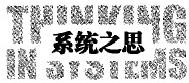 THINKING
系统之思
IN SYSTEMS